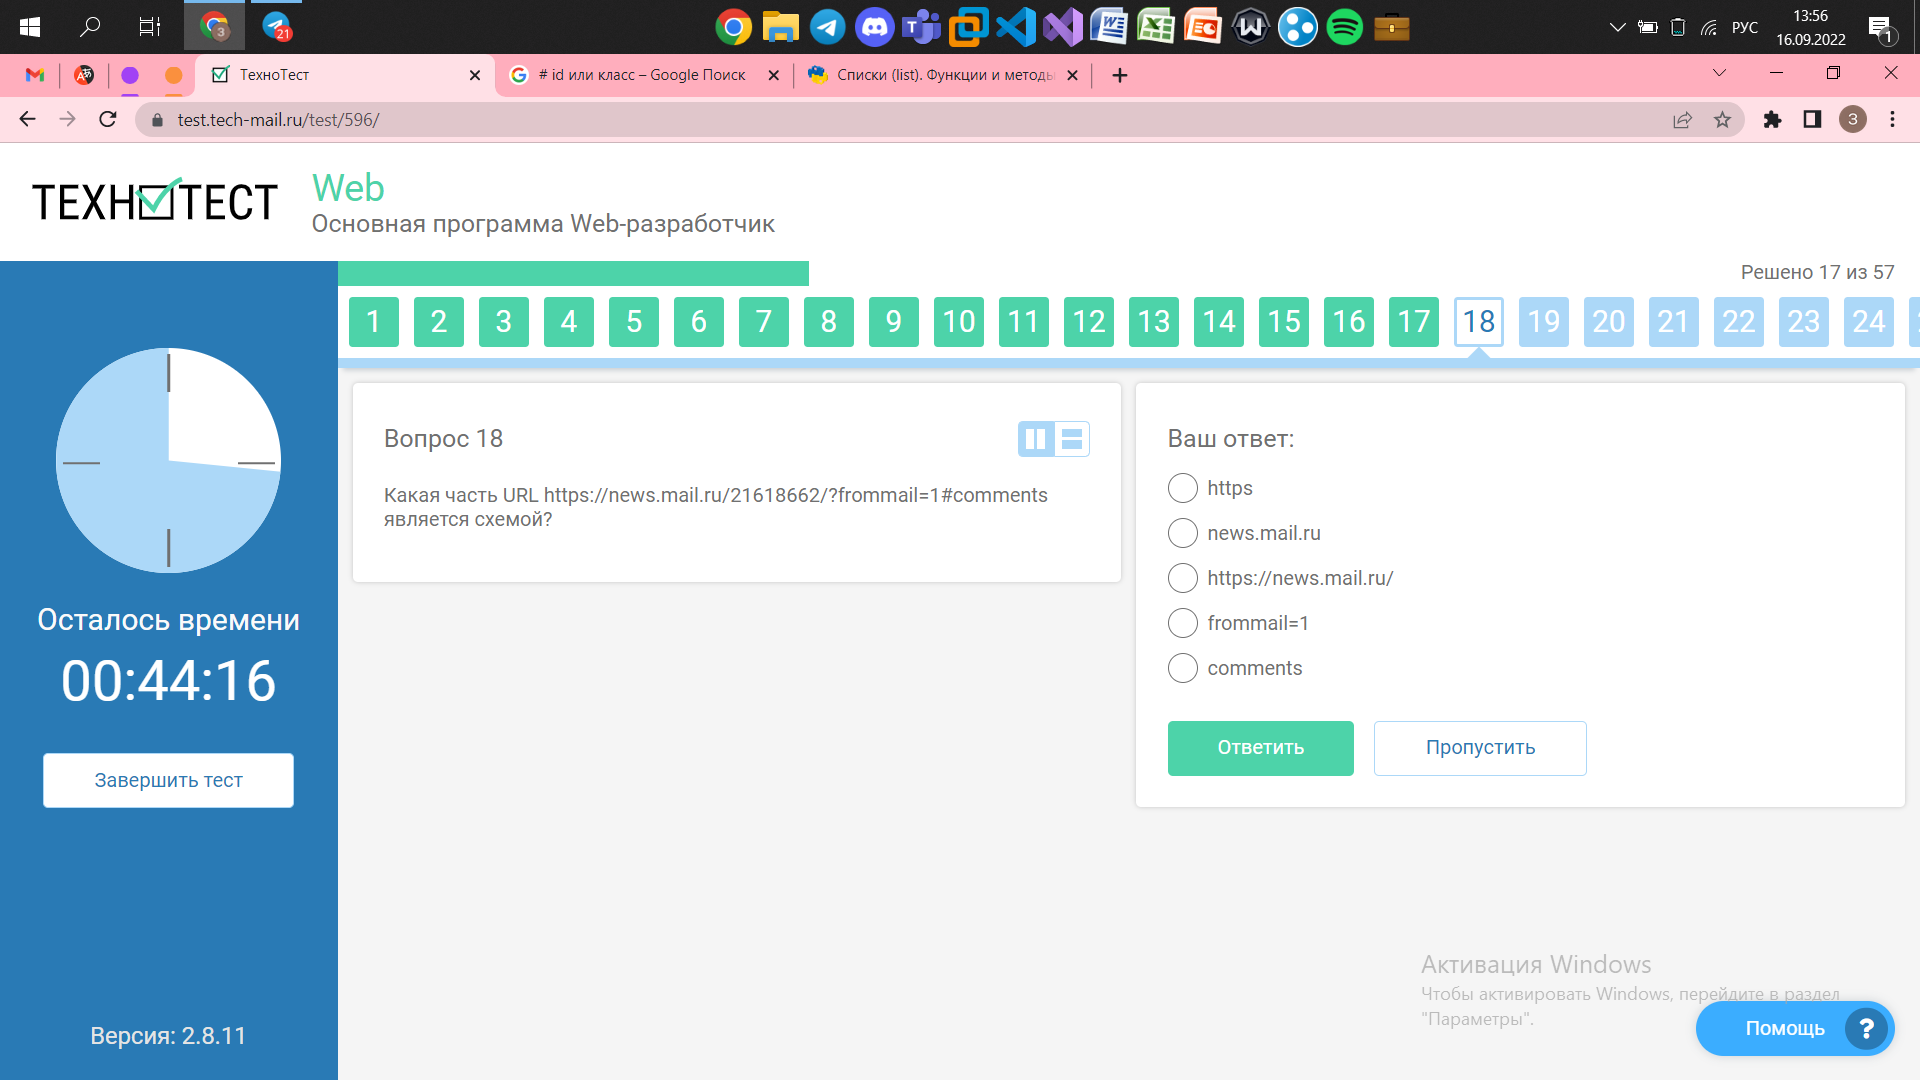 21
3
РУС
13:56
16.09.2022
1
ТехноТест
# id или класс – Google Поиск
Списки (list). Функции и методы
test.tech-mail.ru/test/596/
3
ТЕХНОТЕСТ
Web
Основная программа Web-разработчик
Решено 17 из 57
1 2 3 4 5 6 7 8 9 10 11 12 13 14 15 16 17 18 19 20 21 22 23 24
Осталось времени
00:44:16
Завершить тест
Версия: 2.8.11
Вопрос 18
Какая часть URL https://news.mail.ru/21618662/?frommail=1#comments
является схемой?
Ваш ответ:
https
news.mail.ru
https://news.mail.ru/
frommail=1
comments
Ответить
Пропустить
Активация Windows
Чтобы активировать Windows, перейдите в раздел
"Параметры".
Помощь ?